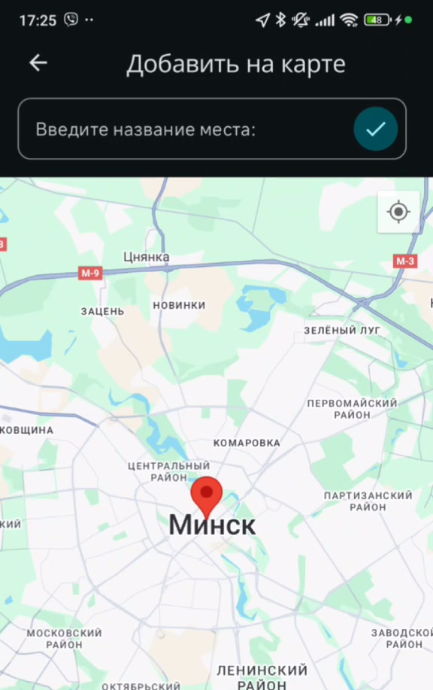 17:25
48
Добавить на карте
Введите название места:
Цнянка
М-9
М-3
ЗАЦЕНЬ
НОВИНКИ
ЗЕЛЁНЫЙ ЛУГ
ПЕРВОМАЙСКИЙ
РАЙОН
КОВЩИНА
КОМАРОВКА
ЦЕНТРАЛЬНЫЙ
РАЙОН
ПАРТИЗАНСКИЙ
РАЙОН
Минск
КИЙ
МОСКОВСКИЙ
РАЙОН
ЗАВОДСКОЙ
РАЙОН
ЛЕНИНСКИЙ
РАЙОН
ОКТЯБРЬСКИЙ